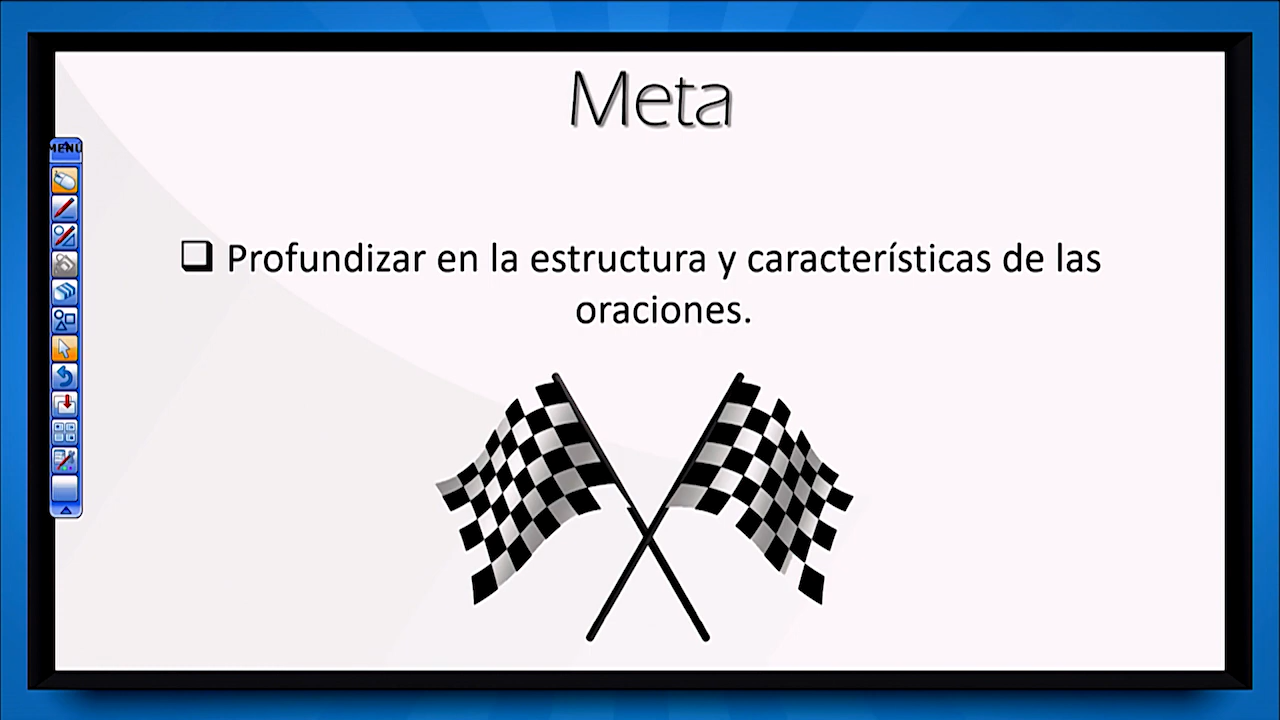 Meta
MENÚ
❑ Profundizar en la estructura y características de las
oraciones.